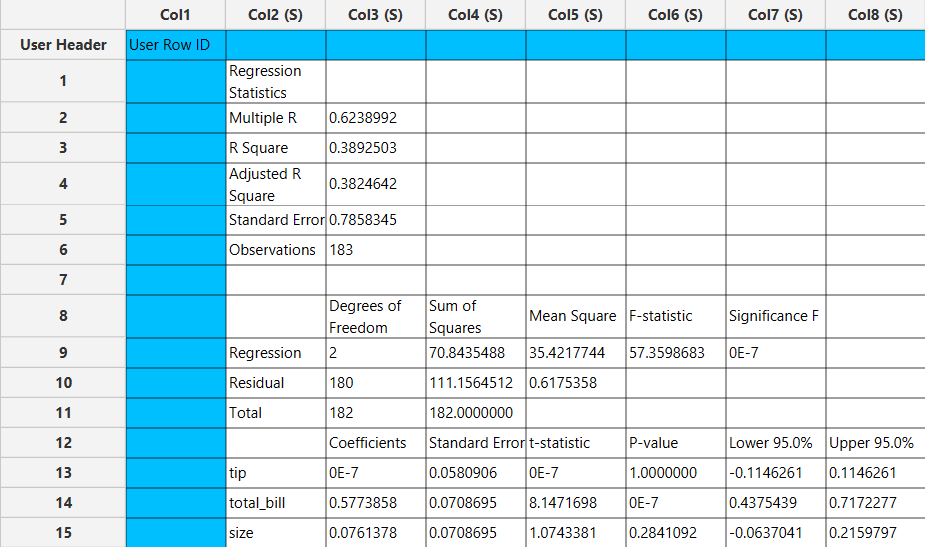 Col1 Col2 (S) Col3 (S) Col4 (S) Col5 (S) Col6 (S) Col7 (S) Col8 (S)
User Header User Row ID
1 Regression Statistics
2 Multiple R 0.6238992
3 R Square 0.3892503
4 Adjusted R Square 0.3824642
5 Standard Error 0.7858345
6 Observations 183
7
8 Degrees of Freedom Sum of Squares Mean Square F-statistic Significance F
9 Regression 2 70.8435488 35.4217744 57.3598683 0E-7
10 Residual 180 111.1564512 0.6175358
11 Total 182 182.0000000
12 Coefficients Standard Error t-statistic P-value Lower 95.0% Upper 95.0%
13 tip 0E-7 0.0580906 0E-7 1.0000000 -0.1146261 0.1146261
14 total_bill 0.5773858 0.0708695 8.1471698 0E-7 0.4375439 0.7172277
15 size 0.0761378 0.0708695 1.0743381 0.2841092 -0.0637041 0.2159797